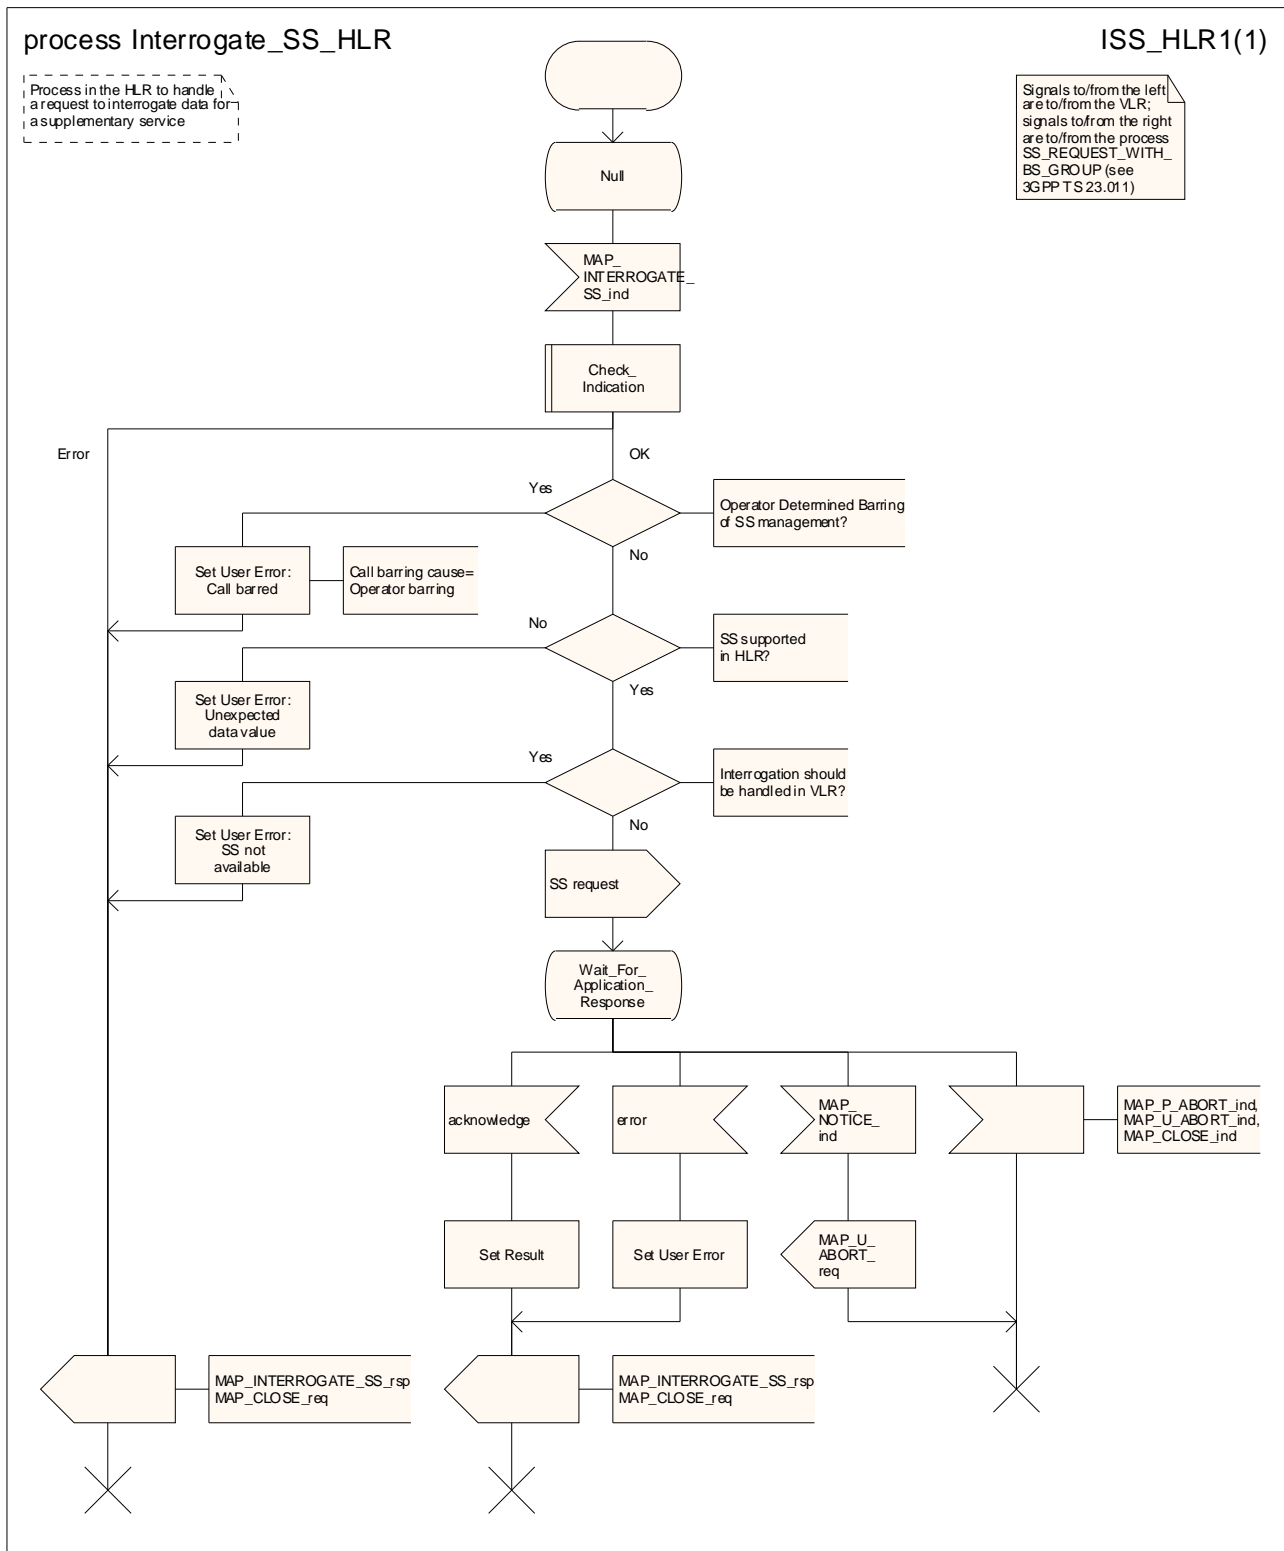 process Interrogate_SS_HLR
ISS_HLR1(1)
Process in the HLR to handle
a request to interrogate data for
a supplementary service
Signals to/from the left
are to/from the VLR;
signals to/from the right
are to/from the process
SS_REQUEST_WITH_
BS_GROUP (see
3GPP TS 23.011)
Null
MAP_
INTERROGATE_
SS_ind
Check_
Indication
Error
OK
Yes
Operator Determined Barring
of SS management?
No
Set User Error:
Call barred
Call barring cause=
Operator barring
No
SS supported
in HLR?
Yes
Set User Error:
Unexpected
data value
Yes
Interrogation should
be handled in VLR?
No
Set User Error:
SS not
available
SS request
Wait_For_
Application_
Response
acknowledge
error
MAP_
NOTICE_
ind
MAP_P_ABORT_ind,
MAP_U_ABORT_ind,
MAP_CLOSE_ind
Set Result
Set User Error
MAP_U_
ABORT_
req
MAP_INTERROGATE_SS_rsp
MAP_CLOSE_req
MAP_INTERROGATE_SS_rsp
MAP_CLOSE_req